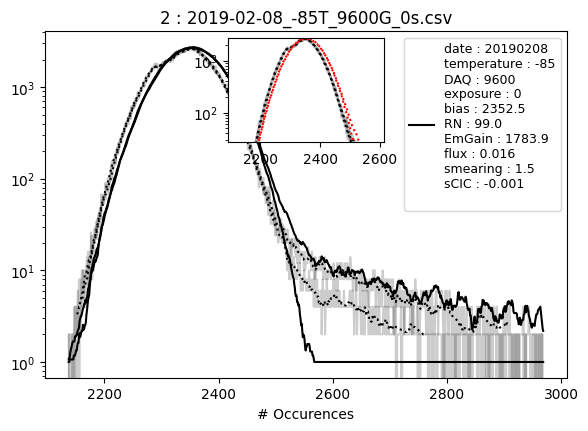 2 : 2019-02-08_-85T_9600G_0s.csv
date : 20190208
temperature : -85
DAQ : 9600
exposure : 0
bias : 2352.5
RN : 99.0
EmGain : 1783.9
flux : 0.016
smearing : 1.5
sCIC : -0.001
10³
10²
2200 2400 2600
10³
10²
10¹
10⁰
2200 2400 2600 2800 3000
# Occurences